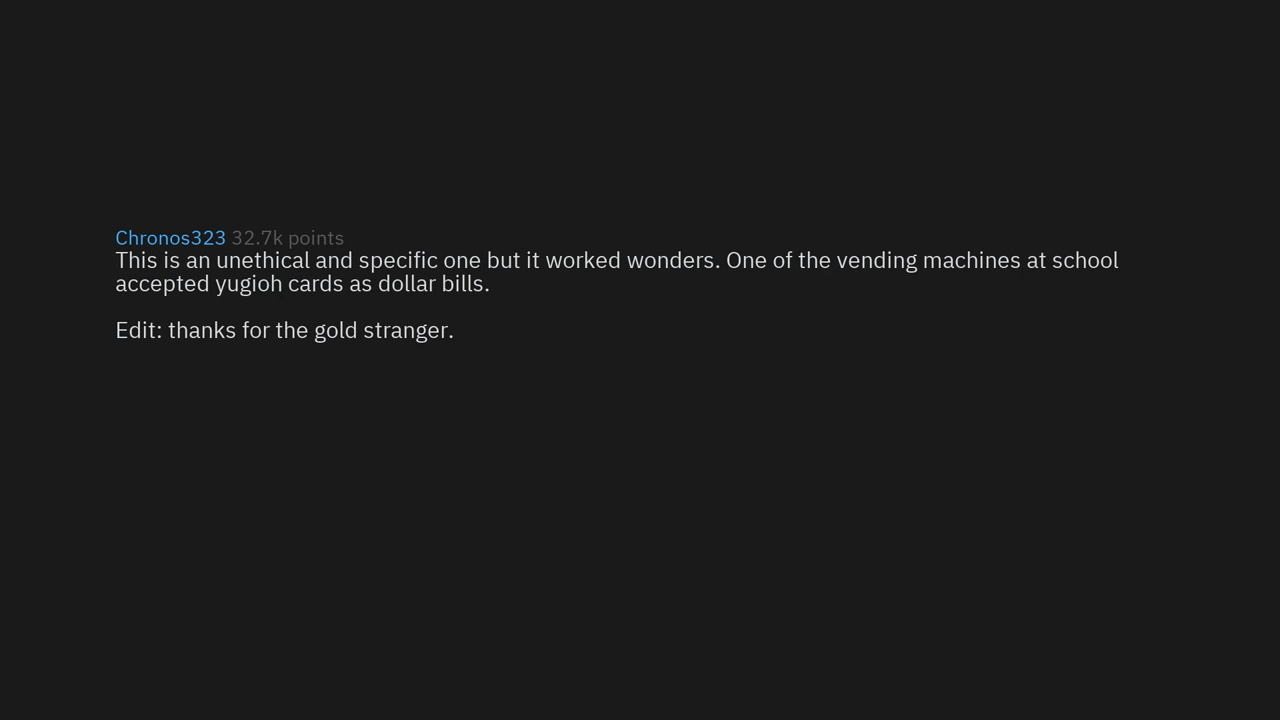 Chronos323 32.7k points
This is an unethical and specific one but it worked wonders. One of the vending machines at school
accepted yugioh cards as dollar bills.
Edit: thanks for the gold stranger.